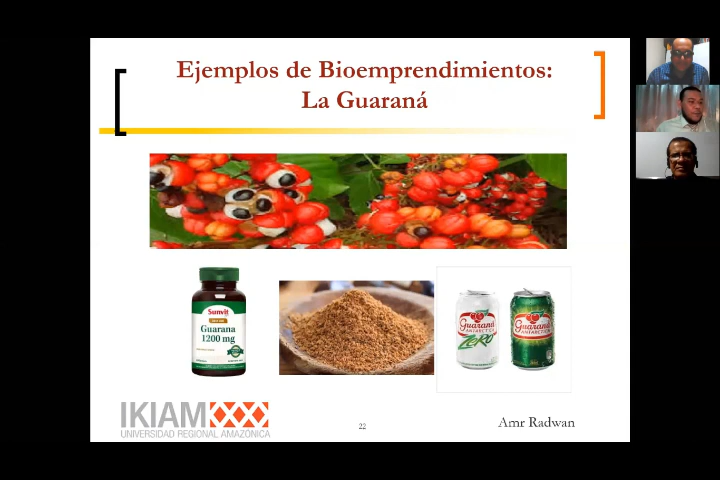 Ejemplos de Bioemprendimientos:
La Guaraná
Sunvit
Guarana
1200 mg
Guaraná
ANTARCTICA
ZERO
Guaraná
ANTARCTICA
IKIAM
UNIVERSIDAD REGIONAL AMAZÓNICA
22
Amr Radwan